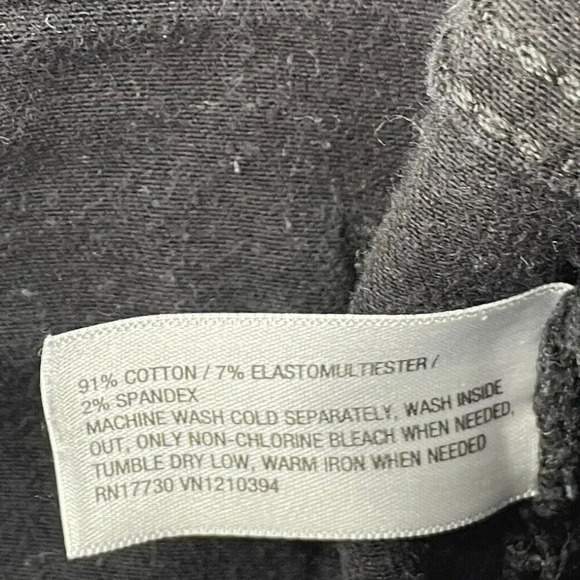 91% COTTON / 7% ELASTOMULTIESTER /
2% SPANDEX
MACHINE WASH COLD SEPARATELY, WASH INSIDE
OUT, ONLY NON-CHLORINE BLEACH WHEN NEEDED,
TUMBLE DRY LOW, WARM IRON WHEN NEEDED
RN17730 VN1210394